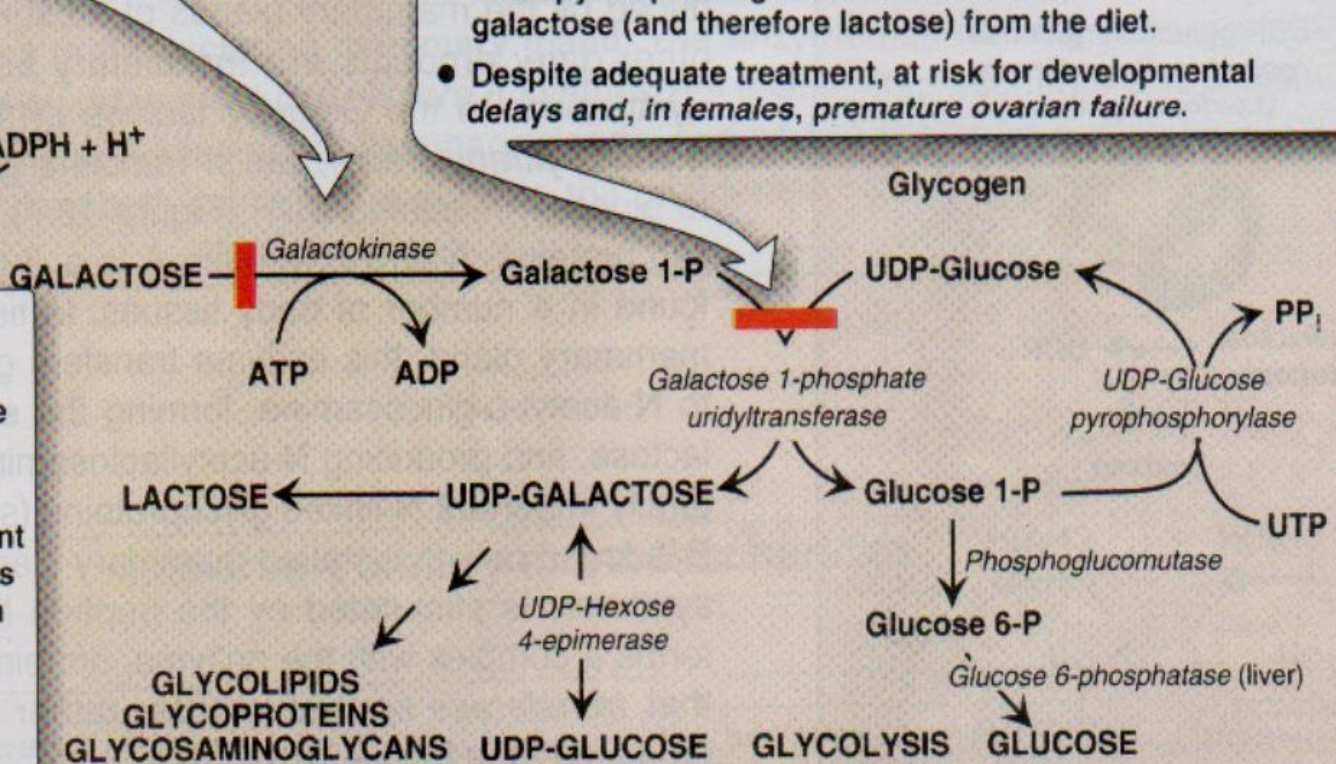 galactose (and therefore lactose) from the diet.
● Despite adequate treatment, at risk for developmental
delays and, in females, premature ovarian failure.
ADPH + H⁺
Glycogen
Galactokinase
GALACTOSE
Galactose 1-P
UDP-Glucose
PPi
ATP
ADP
Galactose 1-phosphate
uridyltransferase
UDP-Glucose
pyrophosphorylase
LACTOSE
UDP-GALACTOSE
Glucose 1-P
UTP
Phosphoglucomutase
UDP-Hexose
4-epimerase
Glucose 6-P
Glucose 6-phosphatase (liver)
GLYCOLIPIDS
GLYCOPROTEINS
GLYCOSAMINOGLYCANS
UDP-GLUCOSE
GLYCOLYSIS
GLUCOSE